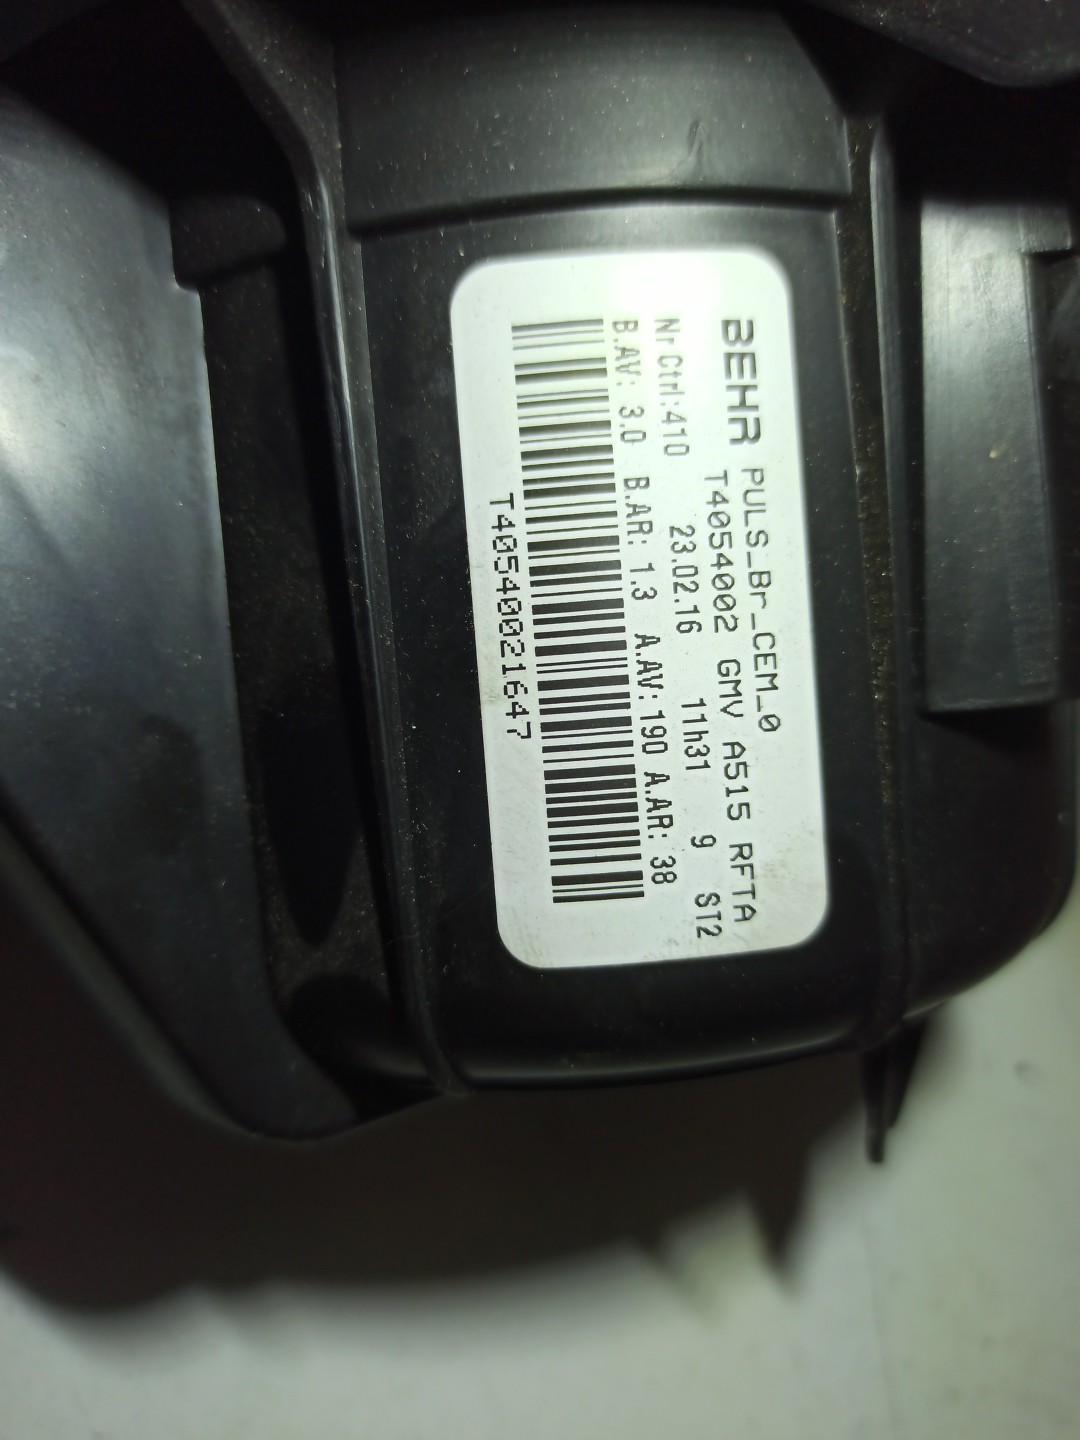 BEHR PULS_Br_CEM_0
T4054002 GMV A515 RFTA
Nr Ctrl:410 23.02.16 11h31 9 ST2
B.AV: 3.0 B.AR: 1.3 A.AV:190 A.AR: 38
T40540021647